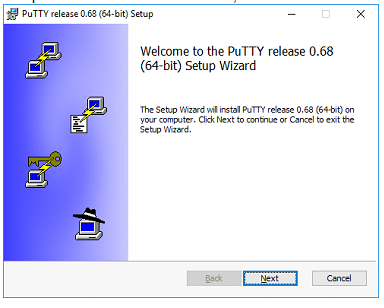 PuTTY release 0.68 (64-bit) Setup
Welcome to the PuTTY release 0.68
(64-bit) Setup Wizard
The Setup Wizard will install PuTTY release 0.68 (64-bit) on
your computer. Click Next to continue or Cancel to exit the
Setup Wizard.
Back Next Cancel